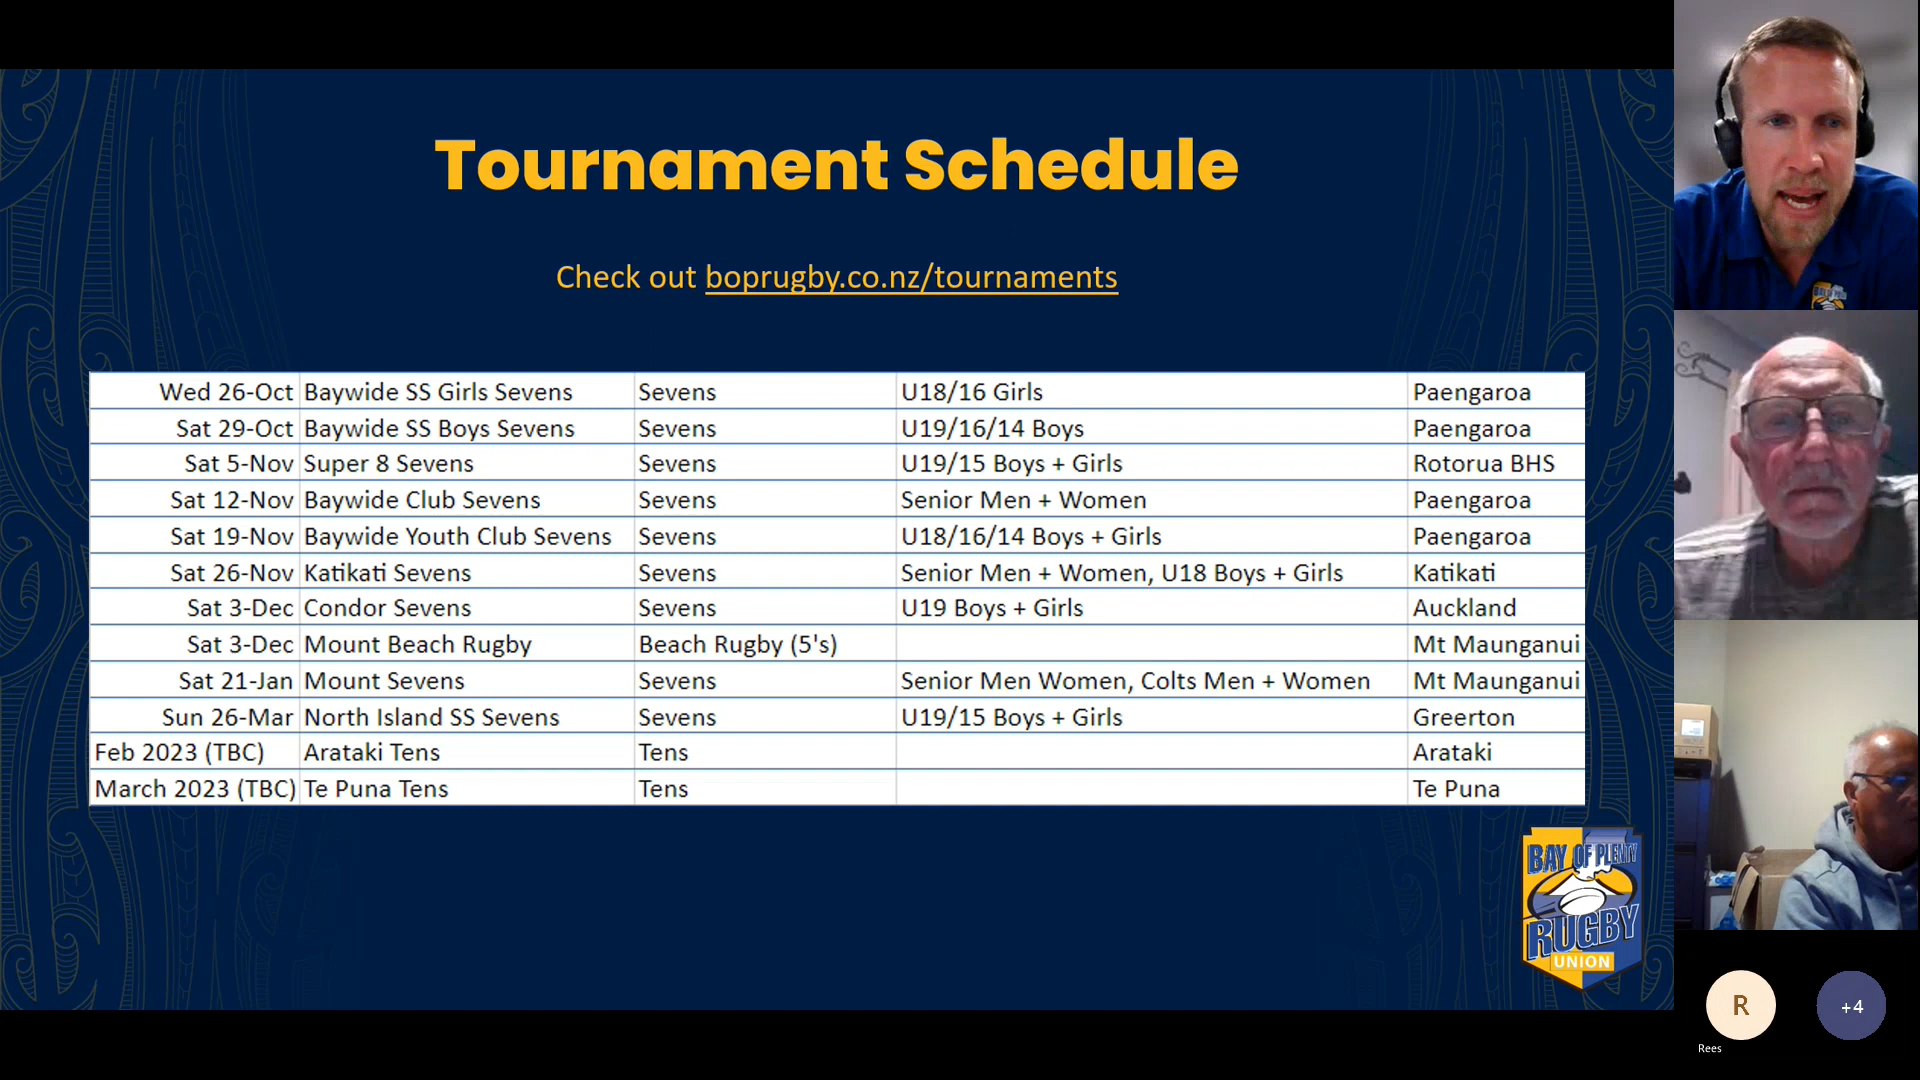 Tournament Schedule
Check out boprugby.co.nz/tournaments
Wed 26-Oct Baywide SS Girls Sevens Sevens U18/16 Girls Paengaroa
Sat 29-Oct Baywide SS Boys Sevens Sevens U19/16/14 Boys Paengaroa
Sat 5-Nov Super 8 Sevens Sevens U19/15 Boys + Girls Rotorua BHS
Sat 12-Nov Baywide Club Sevens Sevens Senior Men + Women Paengaroa
Sat 19-Nov Baywide Youth Club Sevens Sevens U18/16/14 Boys + Girls Paengaroa
Sat 26-Nov Katikati Sevens Sevens Senior Men + Women, U18 Boys + Girls Katikati
Sat 3-Dec Condor Sevens Sevens U19 Boys + Girls Auckland
Sat 3-Dec Mount Beach Rugby Beach Rugby (5's) Mt Maunganui
Sat 21-Jan Mount Sevens Sevens Senior Men Women, Colts Men + Women Mt Maunganui
Sun 26-Mar North Island SS Sevens Sevens U19/15 Boys + Girls Greerton
Feb 2023 (TBC) Arataki Tens Tens Arataki
March 2023 (TBC) Te Puna Tens Tens Te Puna
BAY OF PLENTY
RUGBY
UNION
R
+4
Rees